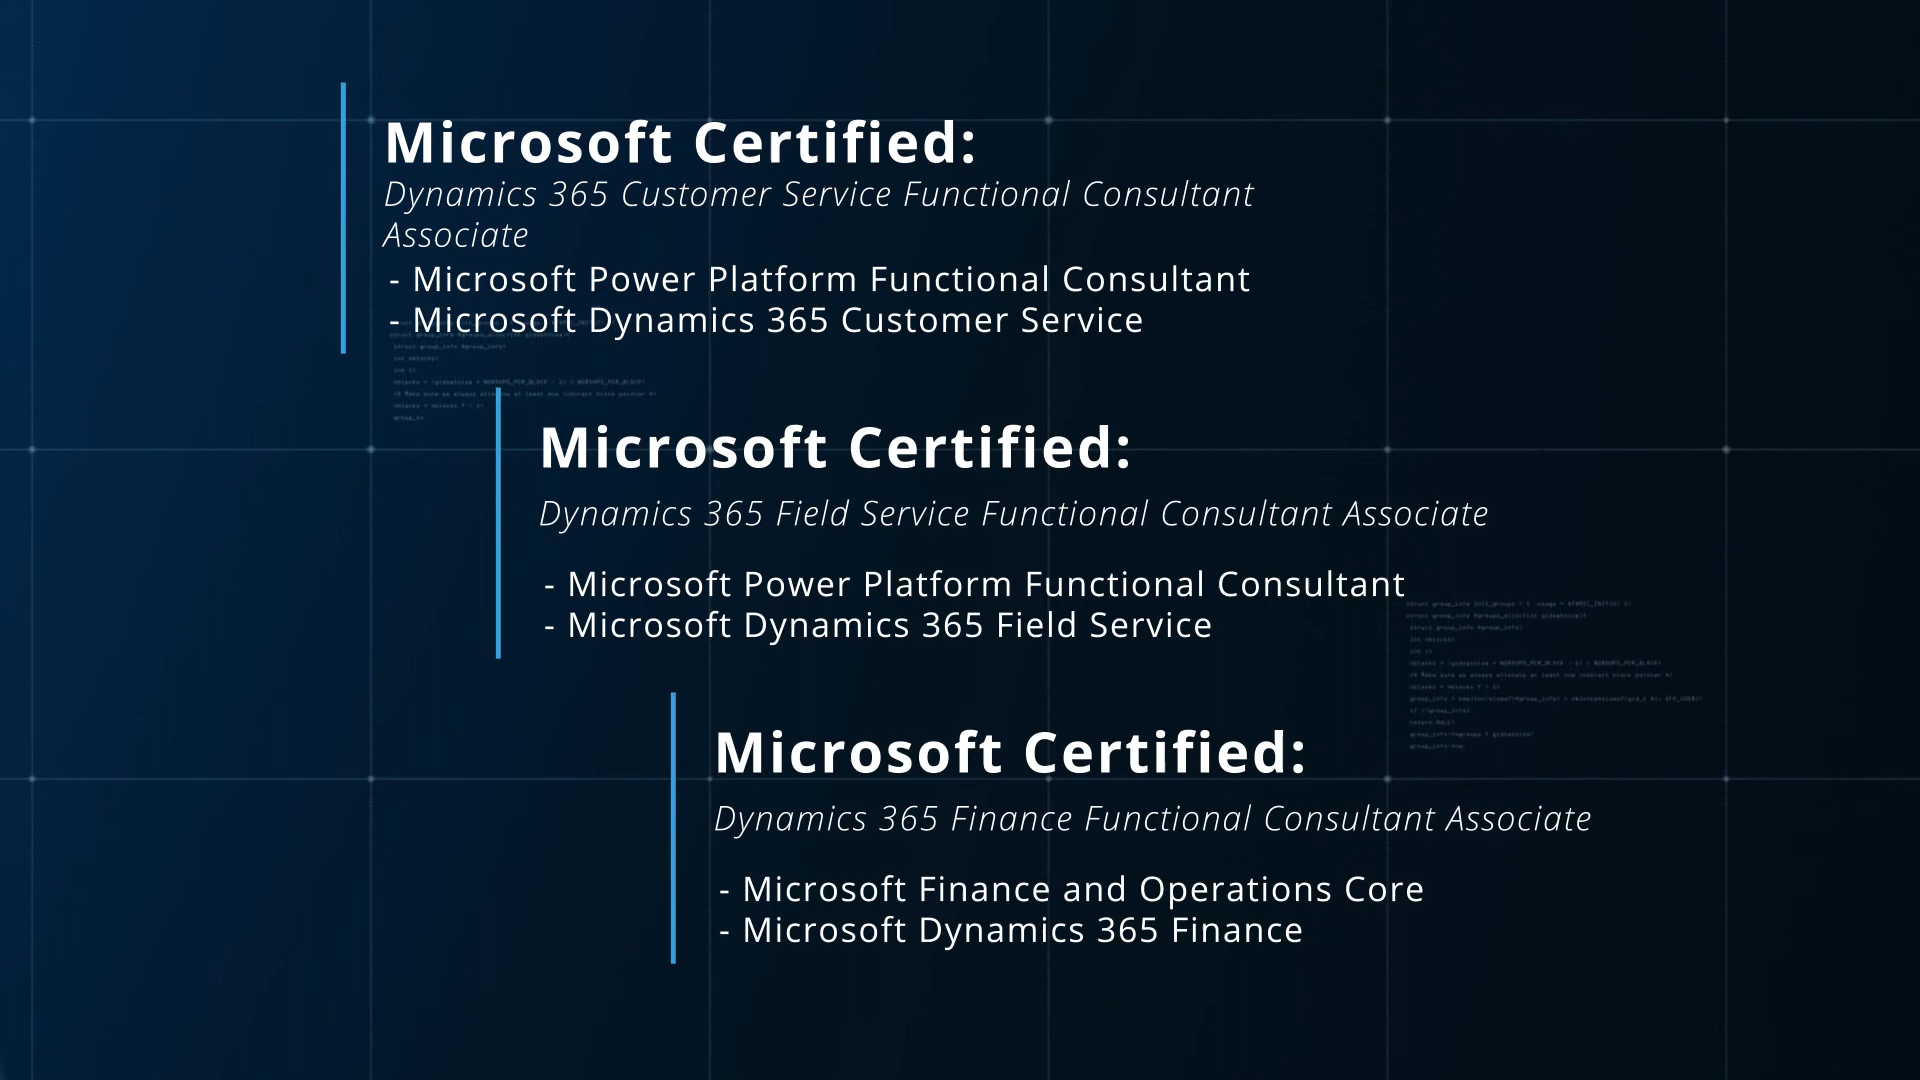 Microsoft Certified:
Dynamics 365 Customer Service Functional Consultant
Associate
- Microsoft Power Platform Functional Consultant
- Microsoft Dynamics 365 Customer Service
Microsoft Certified:
Dynamics 365 Field Service Functional Consultant Associate
- Microsoft Power Platform Functional Consultant
- Microsoft Dynamics 365 Field Service
Microsoft Certified:
Dynamics 365 Finance Functional Consultant Associate
- Microsoft Finance and Operations Core
- Microsoft Dynamics 365 Finance